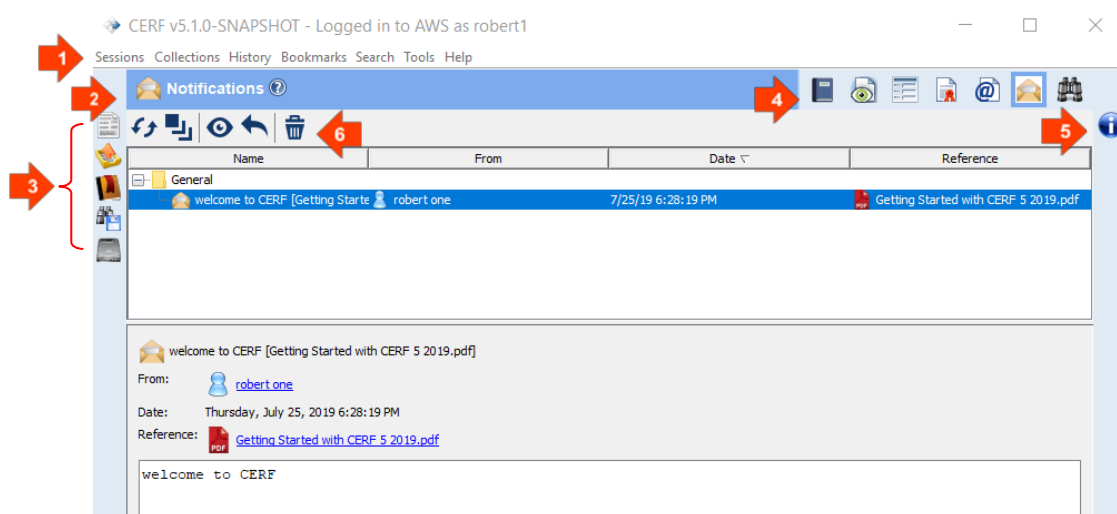 CERF v5.1.0-SNAPSHOT - Logged in to AWS as robert1
1
Sessions Collections History Bookmarks Search Tools Help
2
Notifications ?
4
@
3
6
5
i
Name From Date Reference
General
welcome to CERF [Getting Starte robert one 7/25/19 6:28:19 PM PDF Getting Started with CERF 5 2019.pdf
welcome to CERF [Getting Started with CERF 5 2019.pdf]
From: robert one
Date: Thursday, July 25, 2019 6:28:19 PM
Reference: PDF Getting Started with CERF 5 2019.pdf
welcome to CERF